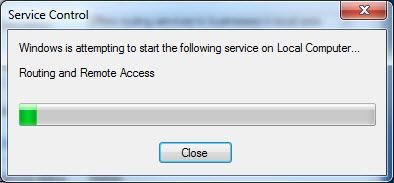 Service Control
Windows is attempting to start the following service on Local Computer...
Routing and Remote Access
Close